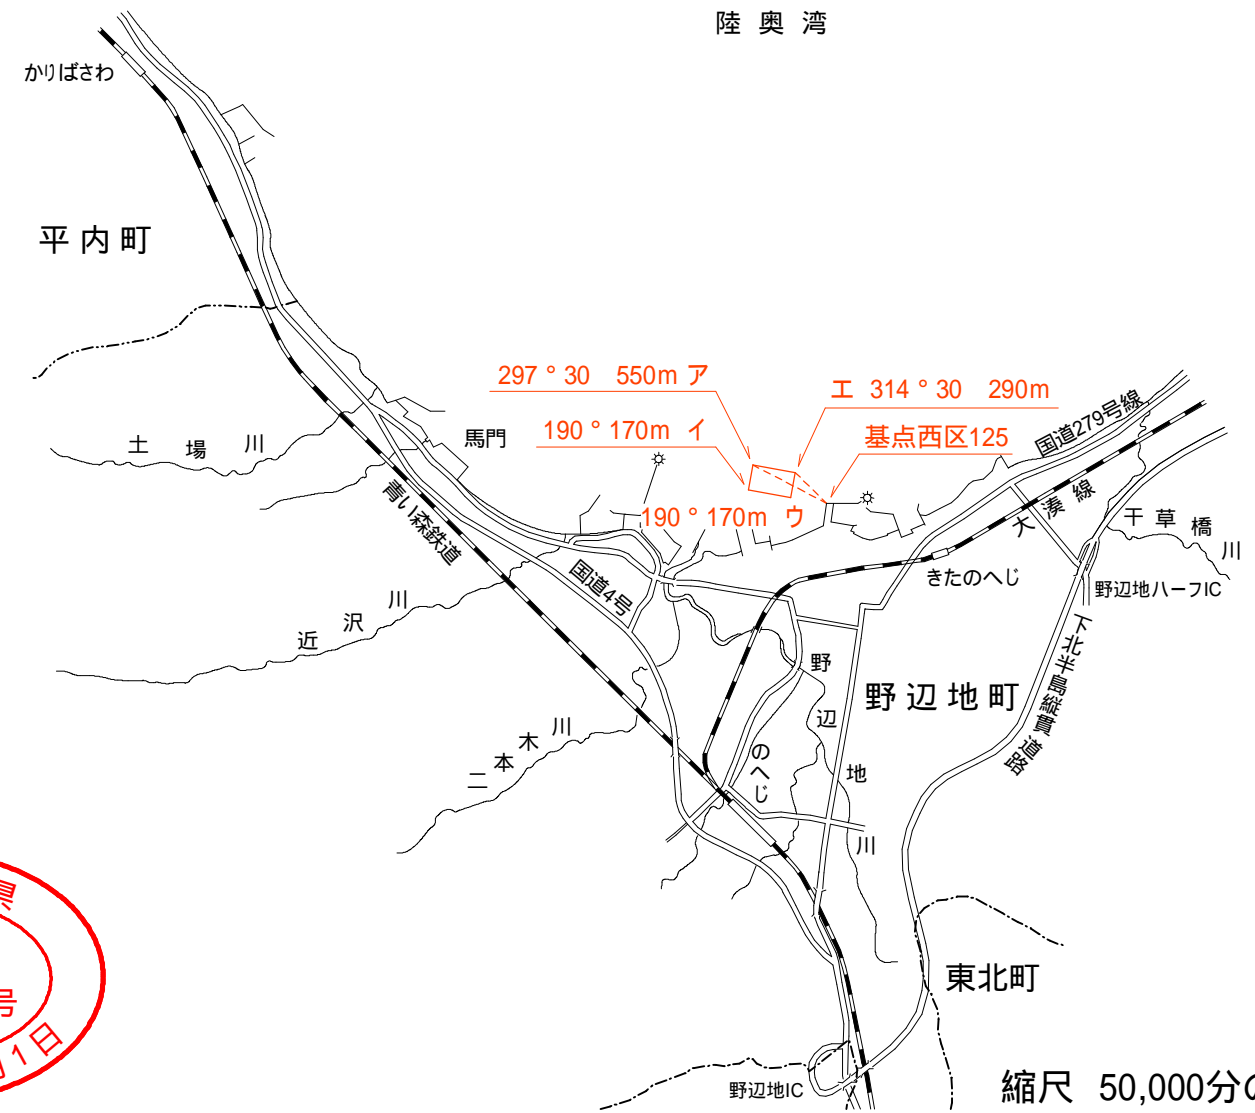 陸奥湾
かりばさわ
平内町
297°30 550m ア
エ 314°30 290m
190°170m イ
基点西区125
190°170m ウ
国道279号線
馬門
土場川
青い森鉄道
大湊線
干草橋川
きたのへじ
野辺地ハーフIC
国道4号
近沢川
下北半島縦貫道路
野辺地川
野辺地町
二本木川
のへじ
東北町
野辺地IC
縮尺 50,000分
号
1日